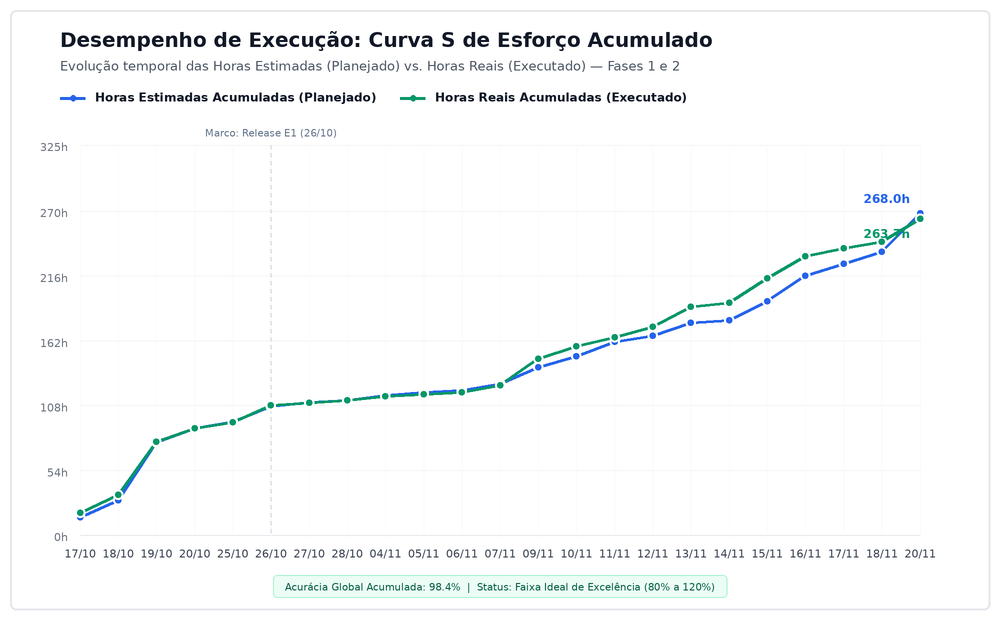 Desempenho de Execução: Curva S de Esforço Acumulado
Evolução temporal das Horas Estimadas (Planejado) vs. Horas Reais (Executado) — Fases 1 e 2
Horas Estimadas Acumuladas (Planejado) Horas Reais Acumuladas (Executado)
Marco: Release E1 (26/10)
325h
270h
216h
162h
108h
54h
0h
268.0h
263.7h
17/10 18/10 19/10 20/10 25/10 26/10 27/10 28/10 04/11 05/11 06/11 07/11 09/11 10/11 11/11 12/11 13/11 14/11 15/11 16/11 17/11 18/11 20/11
Acurácia Global Acumulada: 98.4% | Status: Faixa Ideal de Excelência (80% a 120%)